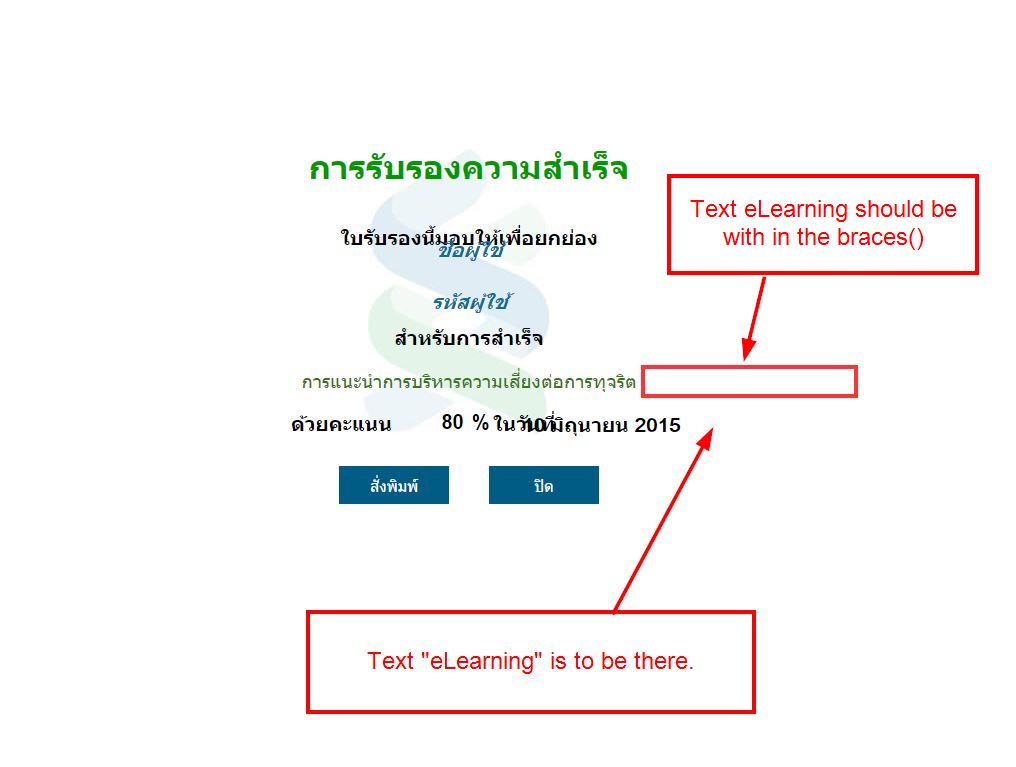 การรับรองความสำเร็จ
Text eLearning should be
with in the braces()
ใบรับรองนี้มอบให้เพื่อยกย่อง
ชื่อผู้ใช้
รหัสผู้ใช้
สำหรับการสำเร็จ
การแนะนำการบริหารความเสี่ยงต่อการทุจริต
ด้วยคะแนน 80 % ในวันที่ 10 มิถุนายน 2015
สั่งพิมพ์ ปิด
Text "eLearning" is to be there.